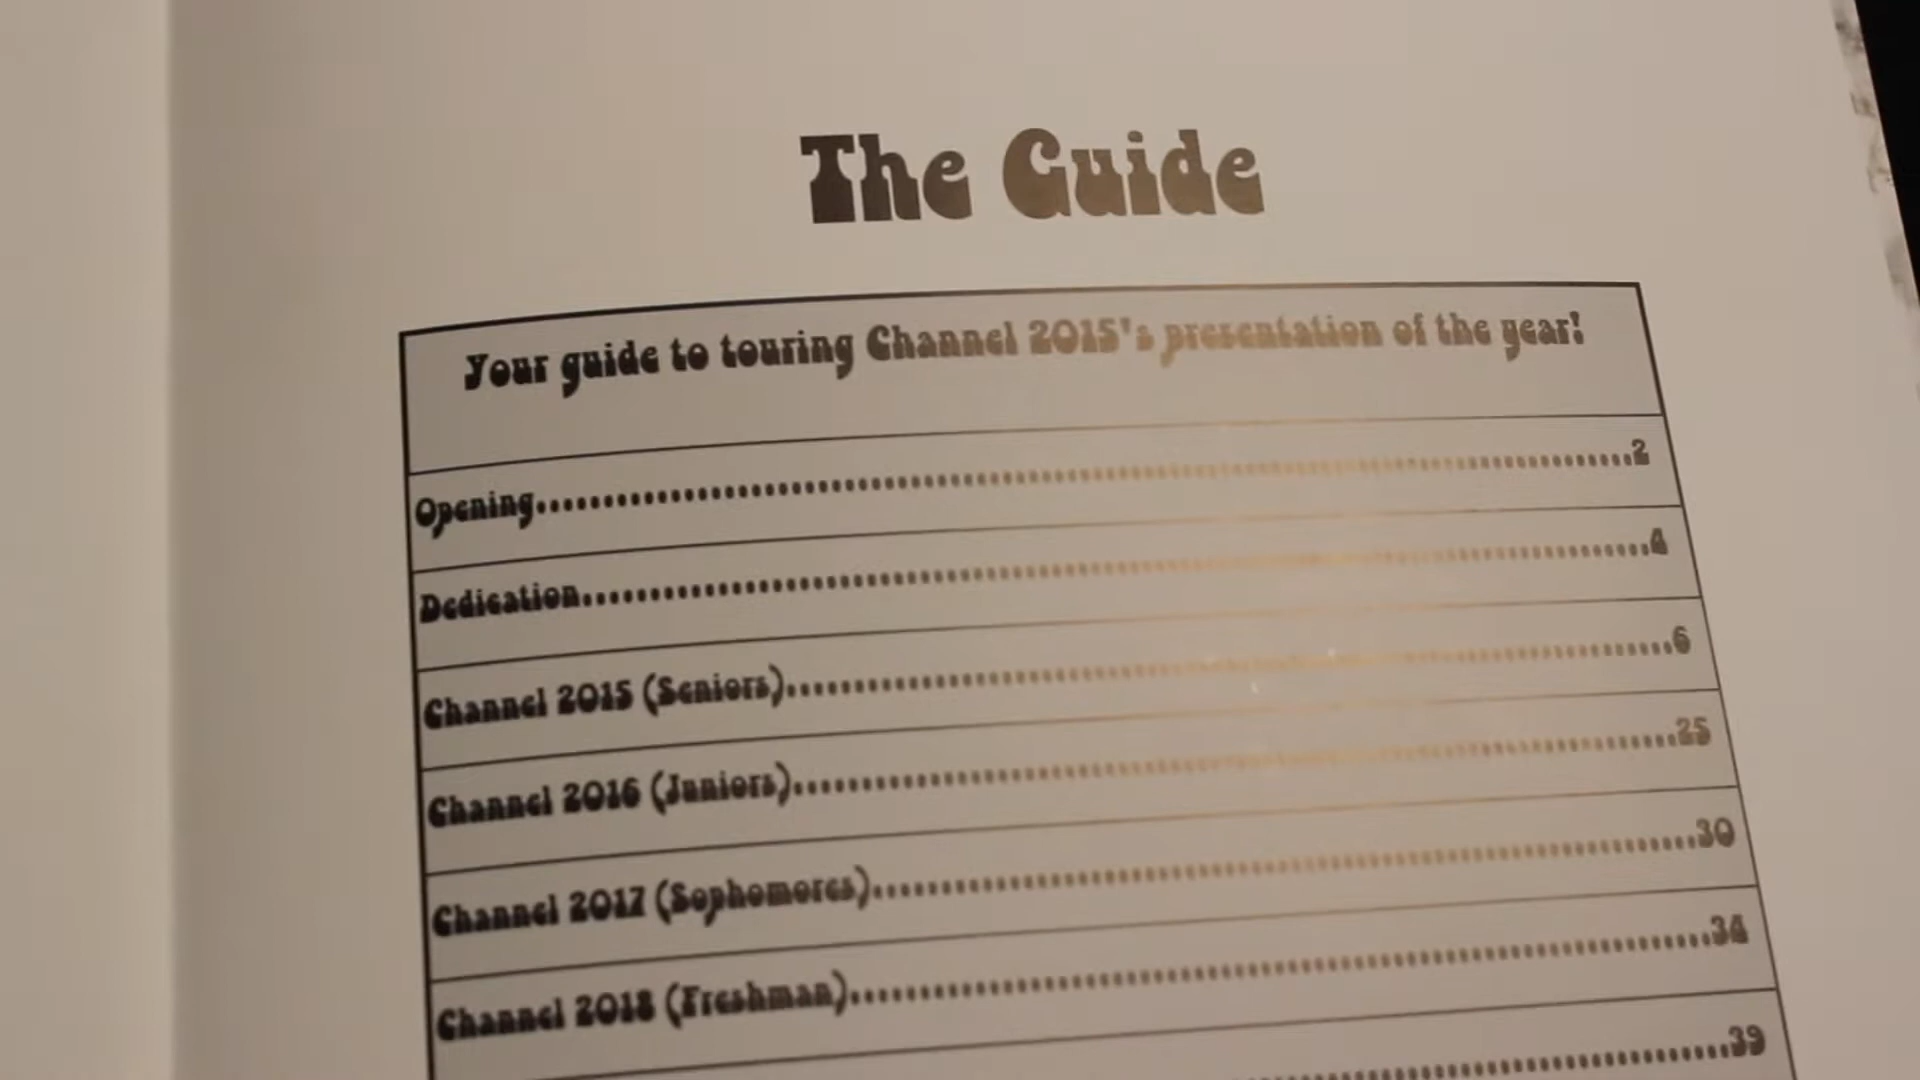 The Guide
Your guide to touring Channel 2015's presentation of the year!
Opening..........2
Dedication..........4
Channel 2015 (Seniors)..........6
Channel 2016 (Juniors)..........25
Channel 2017 (Sophomores)..........30
Channel 2018 (Freshman)..........34
..........39